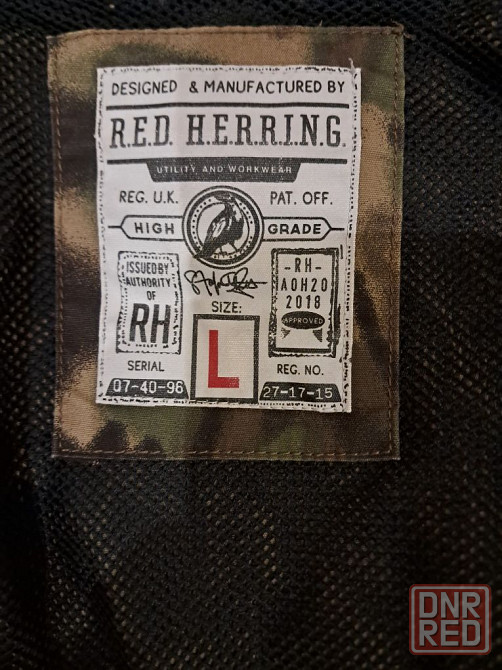 DESIGNED & MANUFACTURED BY
R.E.D. H.E.R.R.I.N.G.
UTILITY AND WORKWEAR
REG. U.K. PAT. OFF.
HIGH GRADE
ISSUED BY
AUTHORITY
OF
RH
SERIAL
07-40-96
SIZE:
L
-RH-
AOH20
2018
APPROVED
REG. NO.
27-17-15
DNR
RED